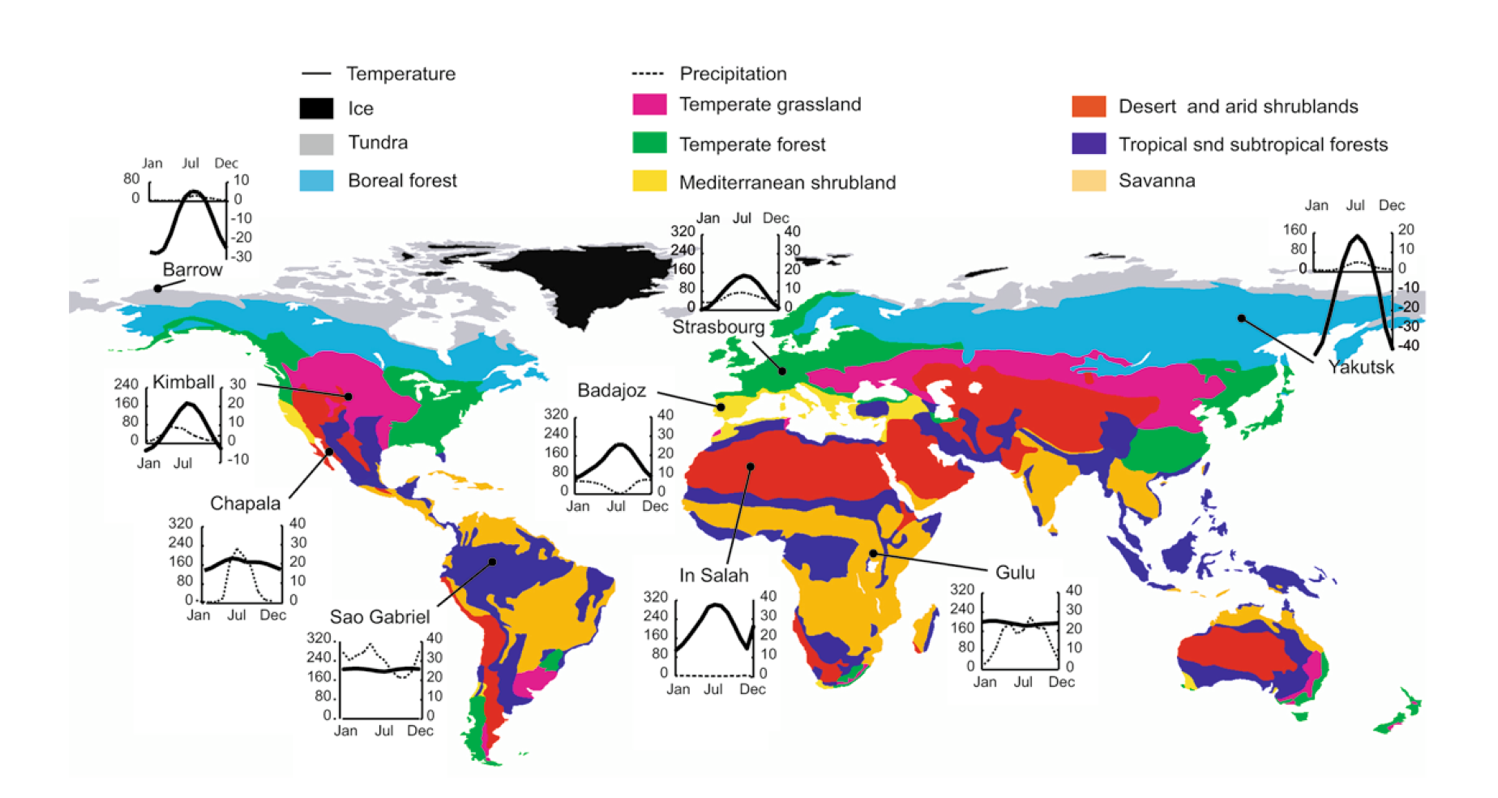 Temperature
Precipitation
Ice
Temperate grassland
Desert and arid shrublands
Tundra
Temperate forest
Tropical snd subtropical forests
Boreal forest
Mediterranean shrubland
Savanna
Jan Jul Dec
80 10
0 0
-10
-20
-30
Barrow
Jan Jul Dec
320 40
240 30
160 20
80 10
0 0
Strasbourg
Jan Jul Dec
160 20
80 10
0 0
-10
-20
-30
-40
Yakutsk
Kimball
240 30
160 20
80 10
0 0
-10
Jan Jul
Badajoz
320 40
240 30
160 20
80 10
0 0
Jan Jul Dec
Chapala
320 40
240 30
160 20
80 10
0 0
Jan Jul Dec
Sao Gabriel
320. 40
240. 30
160. 20
80. 10
0. 0
Jan Jul Dec
In Salah
320 40
240 30
160 20
80 10
0 0
Jan Jul Dec
Gulu
320 40
240 30
160 20
80 10
0 0
Jan Jul Dec